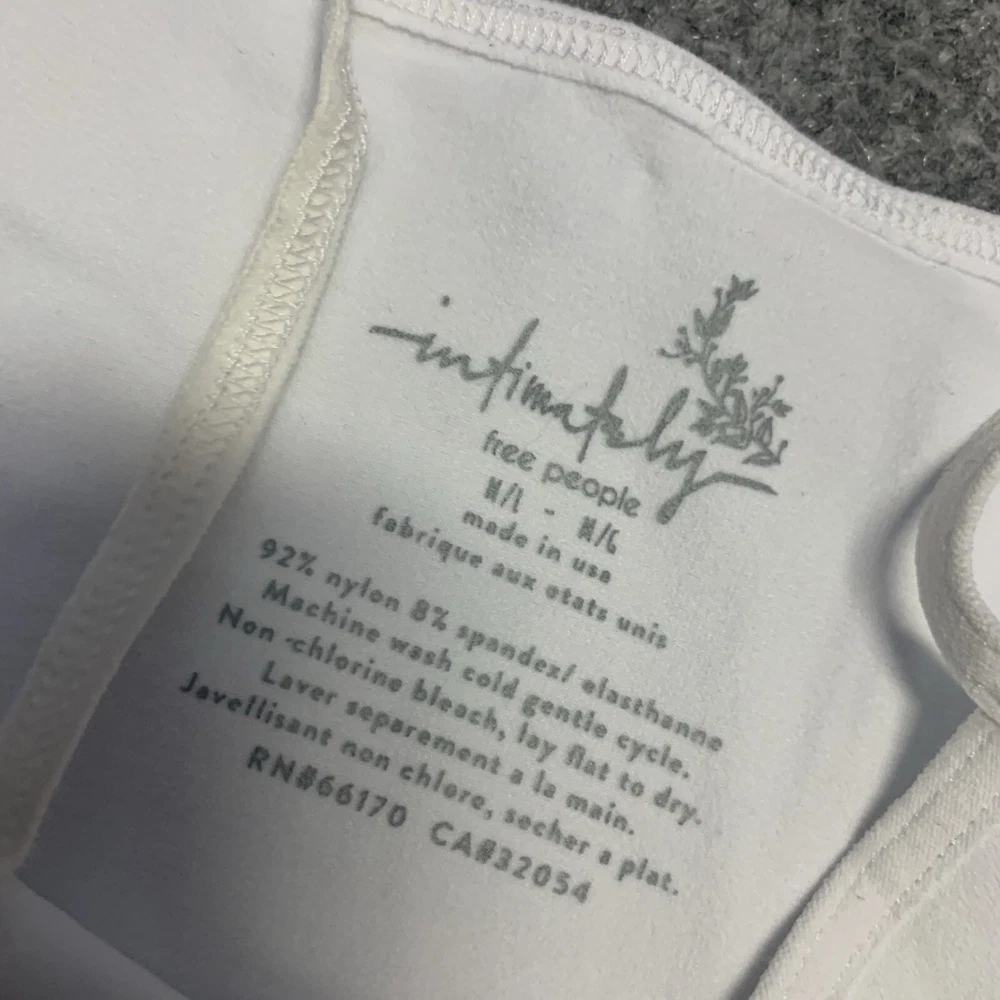 intimately
free people
M/L - M/G
made in usa
fabrique aux etats unis
92% nylon 8% spandex/ elasthanne
Machine wash cold gentle cycle.
Non-chlorine bleach, lay flat to dry.
Laver separement a la main.
Javellisant non chlore, secher a plat.
RN#66170 CA#32054